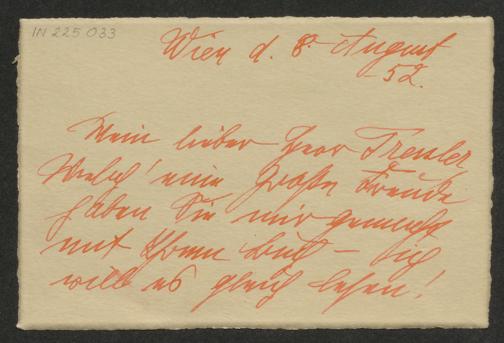 IN 225 033
Wien d. 8. August
52.
Mein lieber Herr Tressler
Welch' eine große Freude
haben Sie mir gemacht
mit Ihrem Buch – ich
will es gleich lesen!